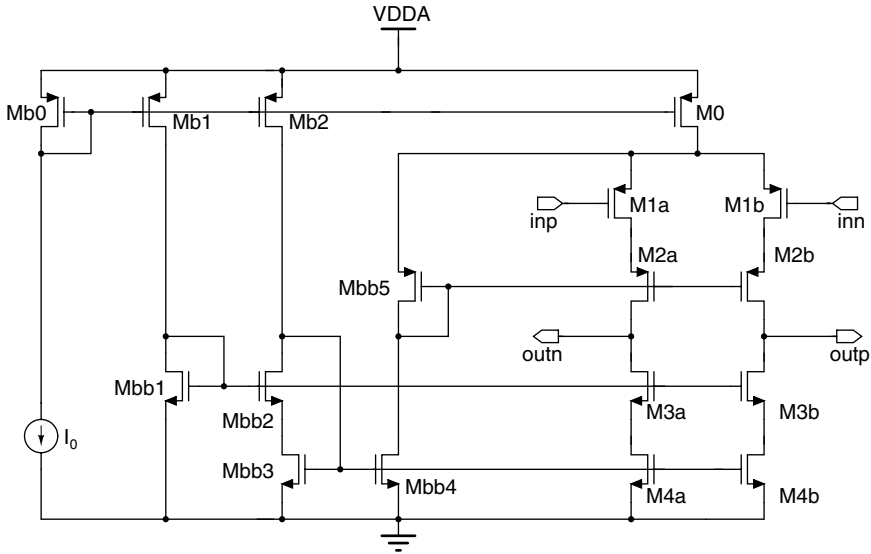 VDDA
Mb0
Mb1
Mb2
M0
inp
M1a
M1b
inn
M2a
M2b
Mbb5
outn
outp
Mbb1
Mbb2
M3a
M3b
I0
Mbb3
Mbb4
M4a
M4b